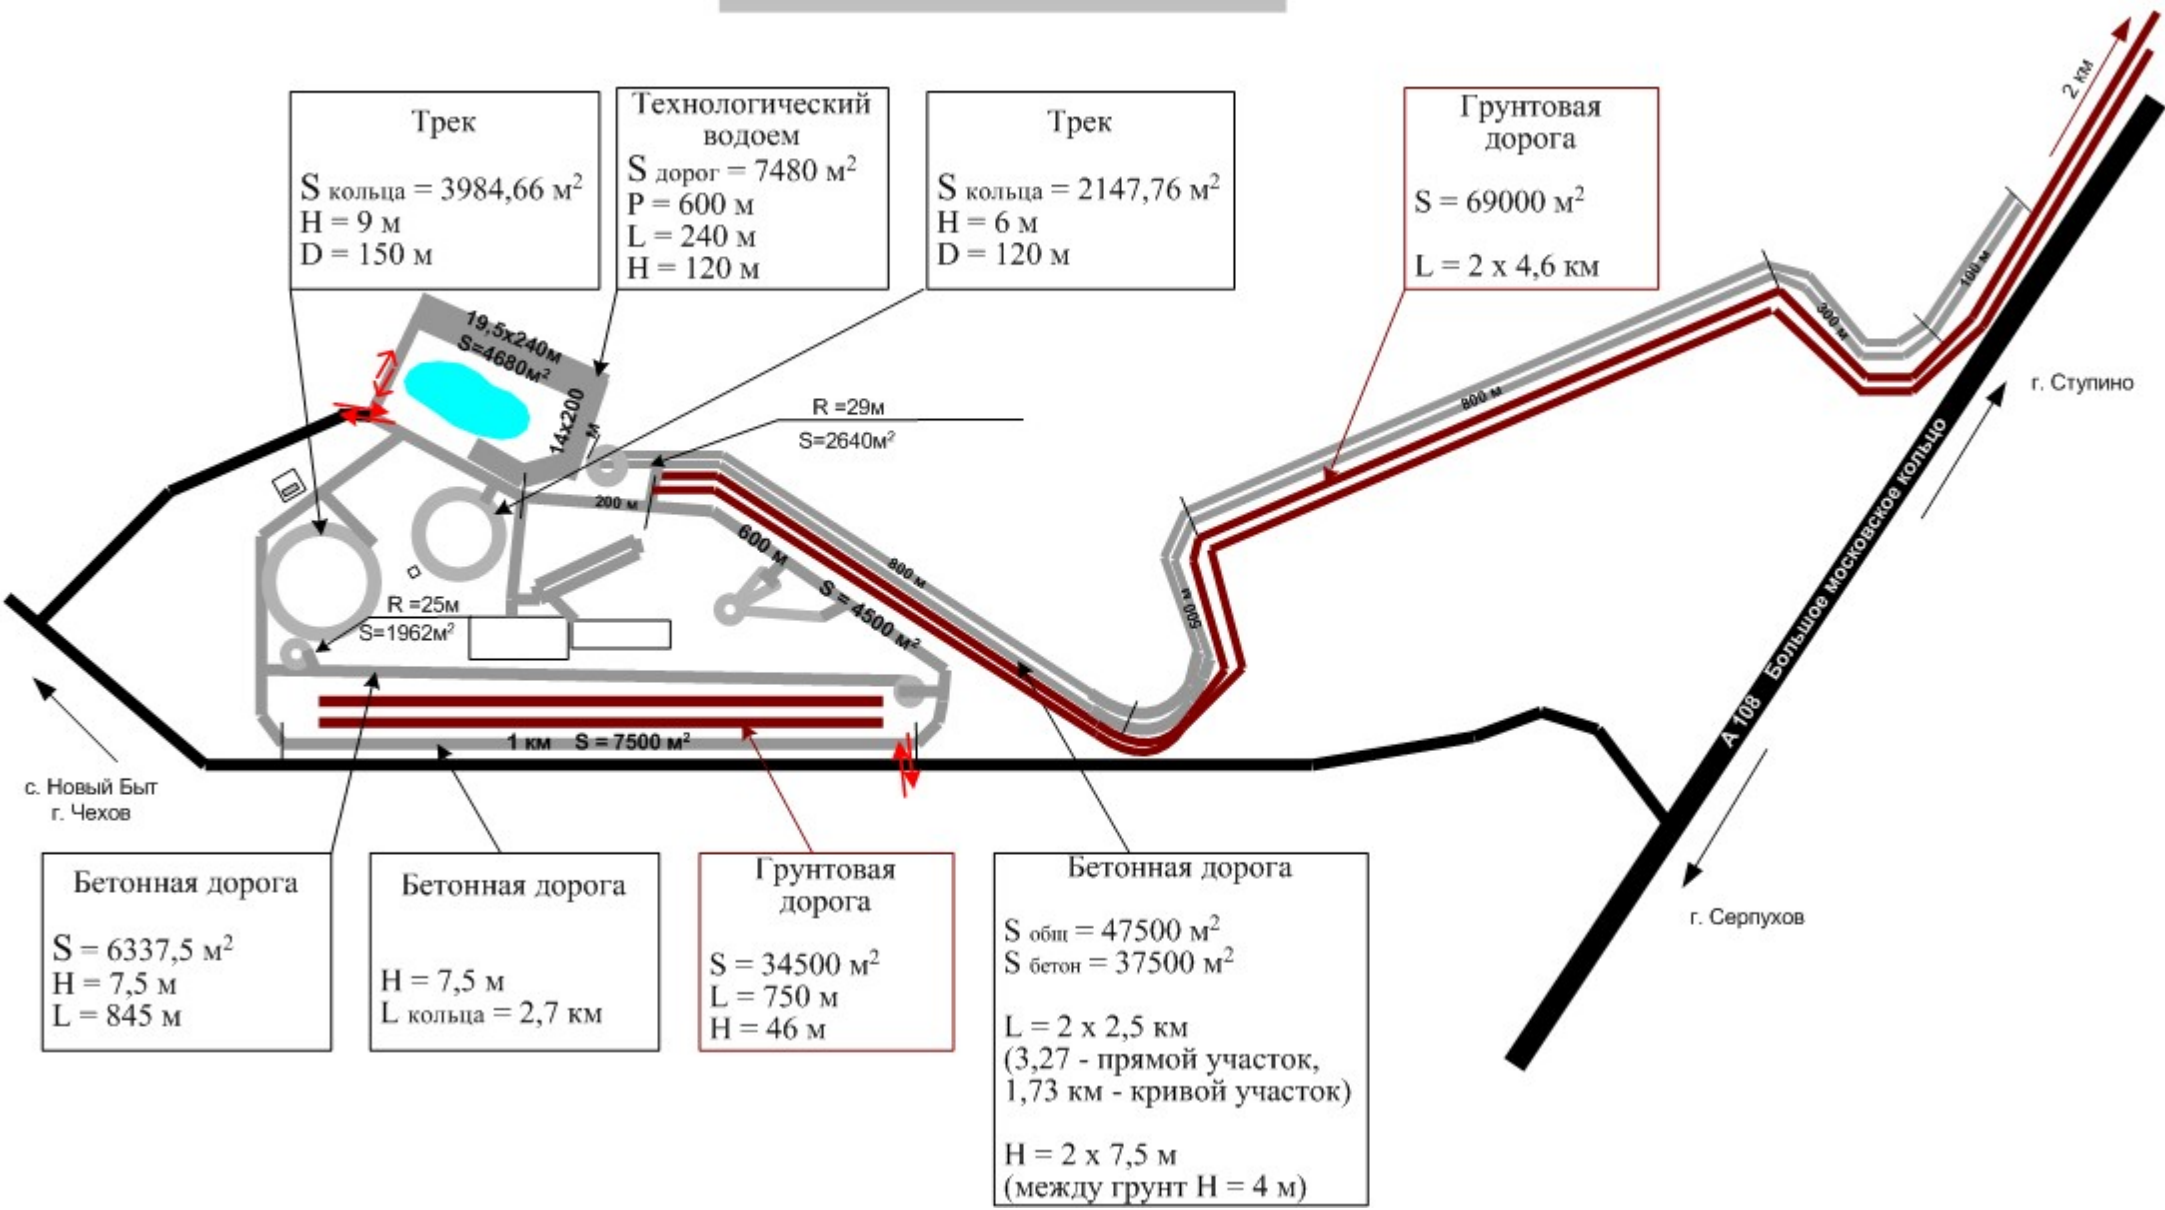 2 км
Трек
S кольца = 3984,66 м²
H = 9 м
D = 150 м
Технологический
водоем
S дорог = 7480 м²
P = 600 м
L = 240 м
H = 120 м
Трек
S кольца = 2147,76 м²
H = 6 м
D = 120 м
Грунтовая
дорога
S = 69000 м²
L = 2 х 4,6 км
19,5х240м
S=4680м²
14х200
м
R =29м
S=2640м²
200 м
600 м
S = 4500 м²
800 м
500 м
800 м
300 м
100 м
г. Ступино
А 108 Большое московское кольцо
г. Серпухов
R =25м
S=1962м²
1 км S = 7500 м²
с. Новый Быт
г. Чехов
Бетонная дорога
S = 6337,5 м²
H = 7,5 м
L = 845 м
Бетонная дорога
H = 7,5 м
L кольца = 2,7 км
Грунтовая
дорога
S = 34500 м²
L = 750 м
H = 46 м
Бетонная дорога
S общ = 47500 м²
S бетон = 37500 м²
L = 2 х 2,5 км
(3,27 - прямой участок,
1,73 км - кривой участок)
H = 2 х 7,5 м
(между грунт H = 4 м)